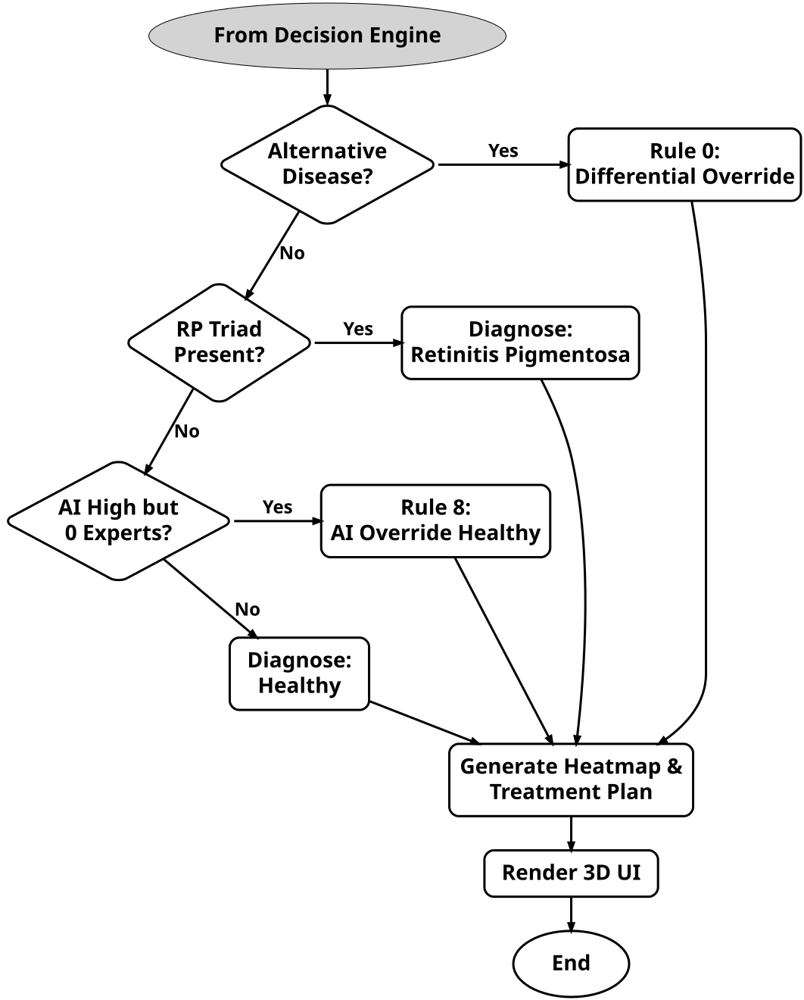 From Decision Engine
Alternative
Disease?
Yes
Rule 0:
Differential Override
No
RP Triad
Present?
Yes
Diagnose:
Retinitis Pigmentosa
No
AI High but
0 Experts?
Yes
Rule 8:
AI Override Healthy
No
Diagnose:
Healthy
Generate Heatmap &
Treatment Plan
Render 3D UI
End